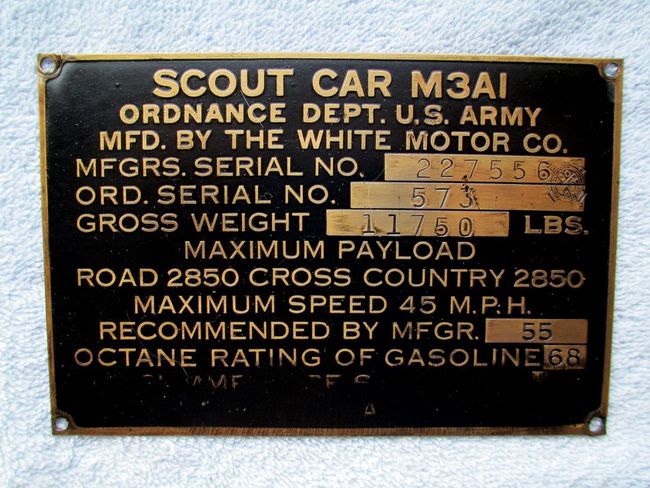 SCOUT CAR M3A1
ORDNANCE DEPT. U.S. ARMY
MFD. BY THE WHITE MOTOR CO.
MFGRS. SERIAL NO. 227556
ORD. SERIAL NO. 573
GROSS WEIGHT 11750 LBS.
MAXIMUM PAYLOAD
ROAD 2850 CROSS COUNTRY 2850
MAXIMUM SPEED 45 M.P.H.
RECOMMENDED BY MFGR. 55
OCTANE RATING OF GASOLINE 68